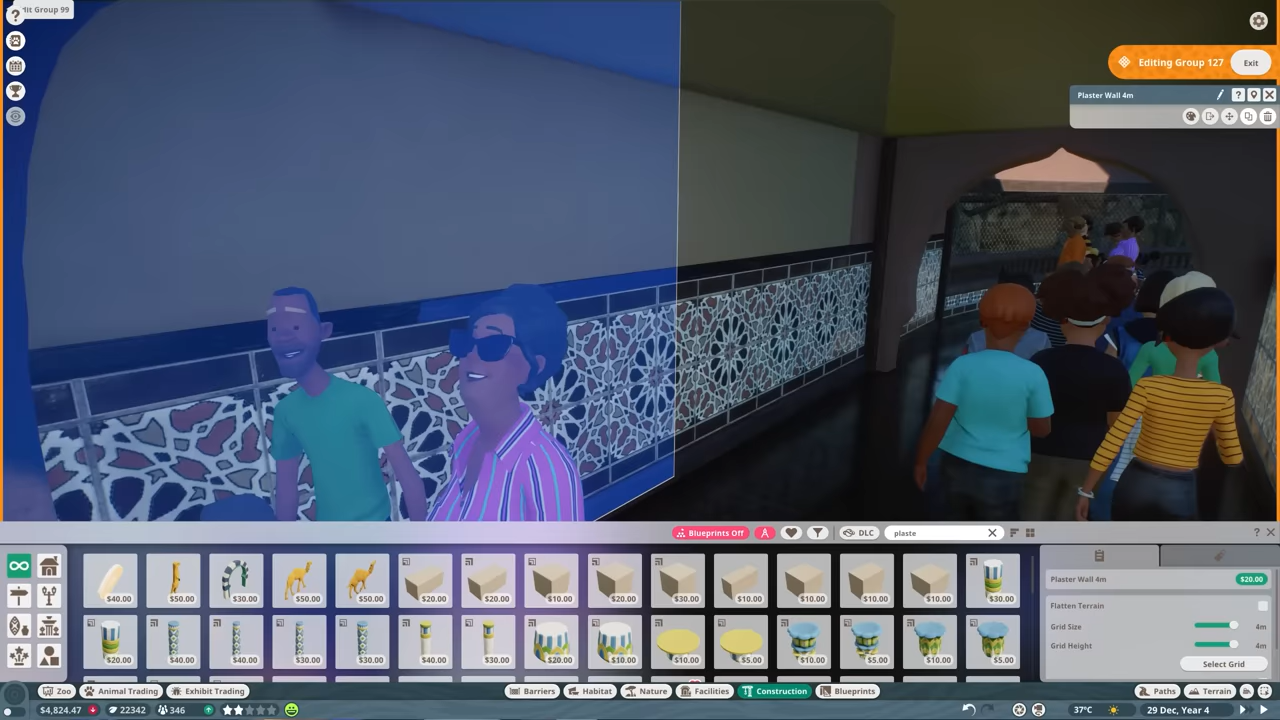 it Group 99
Editing Group 127
Exit
Plaster Wall 4m
?
?
Blueprints Off
DLC
plaste
?
$40.00
$50.00
$30.00
$50.00
$50.00
$20.00
$20.00
$10.00
$20.00
$30.00
$10.00
$10.00
$10.00
$10.00
$30.00
$20.00
$40.00
$40.00
$30.00
$30.00
$40.00
$30.00
$20.00
$10.00
$10.00
$5.00
$10.00
$5.00
$10.00
$5.00
Plaster Wall 4m
$20.00
Flatten Terrain
Grid Size
4m
Grid Height
4m
Select Grid
Zoo
Animal Trading
Exhibit Trading
Barriers
Habitat
Nature
Facilities
Construction
Blueprints
Paths
Terrain
$4,824.47
22342
346
37°C
29 Dec, Year 4